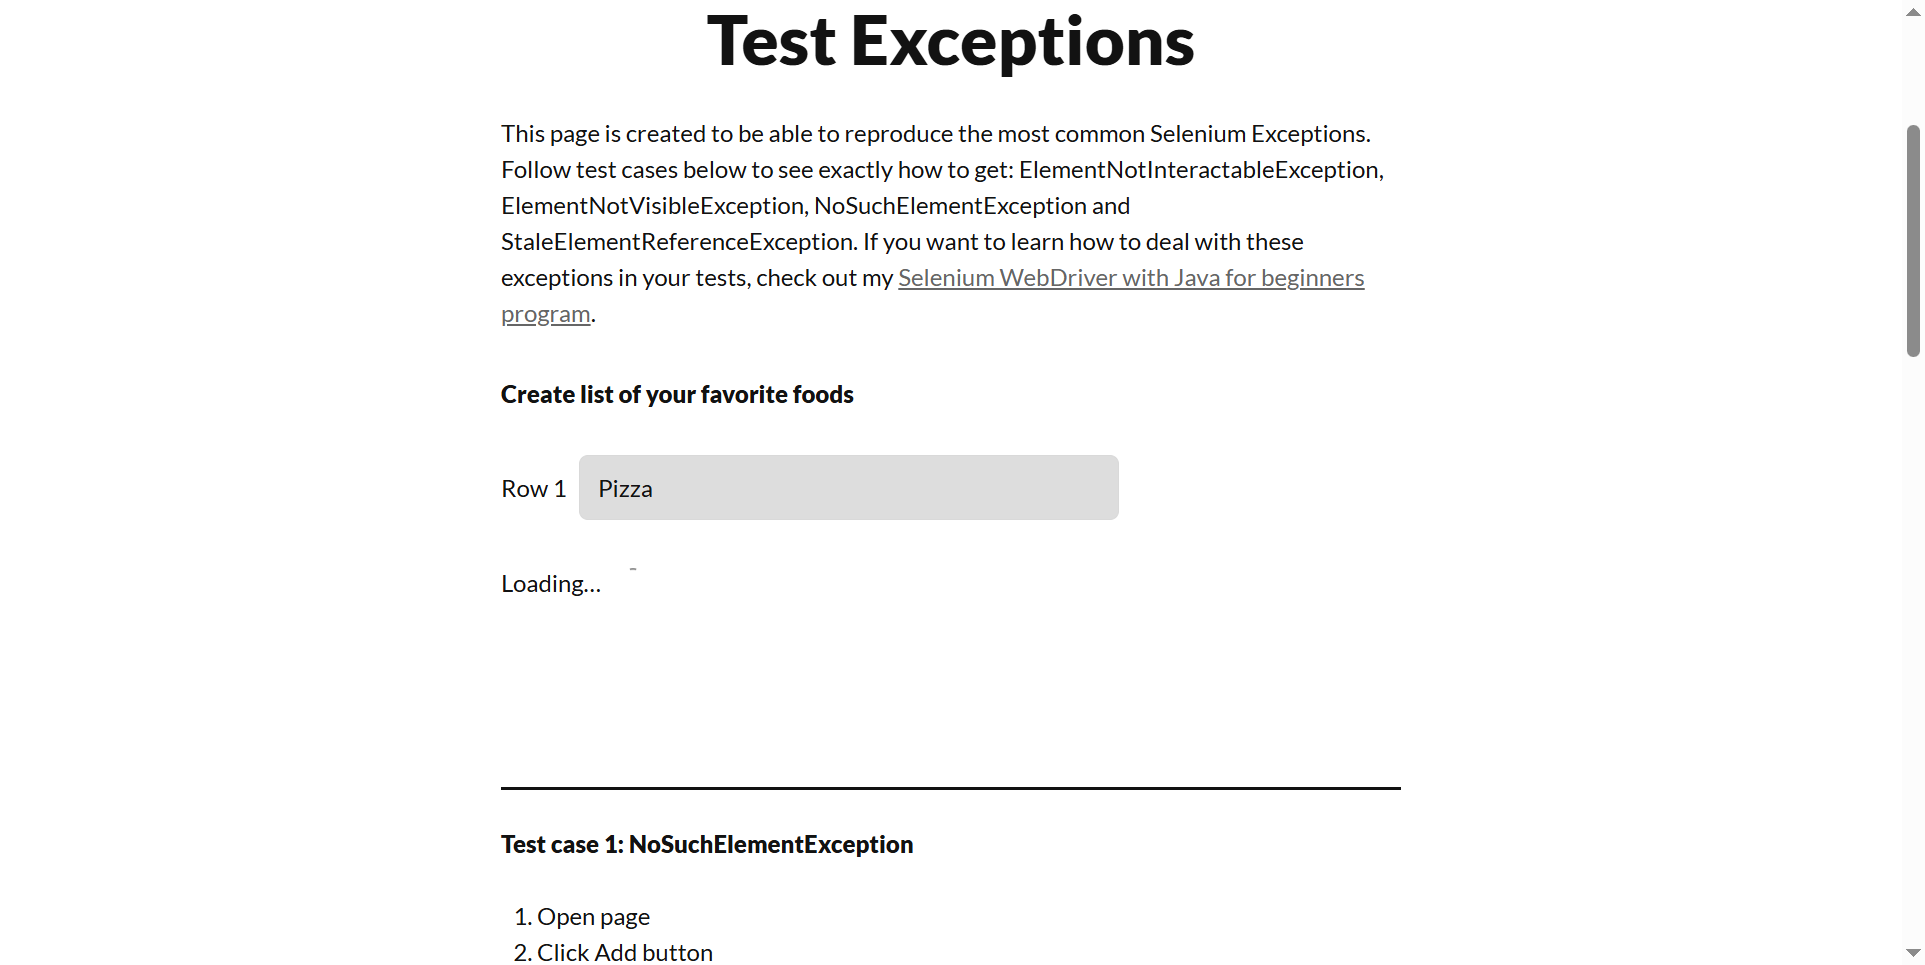 Test Exceptions
This page is created to be able to reproduce the most common Selenium Exceptions.
Follow test cases below to see exactly how to get: ElementNotInteractableException,
ElementNotVisibleException, NoSuchElementException and
StaleElementReferenceException. If you want to learn how to deal with these
exceptions in your tests, check out my Selenium WebDriver with Java for beginners
program.
Create list of your favorite foods
Row 1 Pizza
Loading...
Test case 1: NoSuchElementException
1. Open page
2. Click Add button